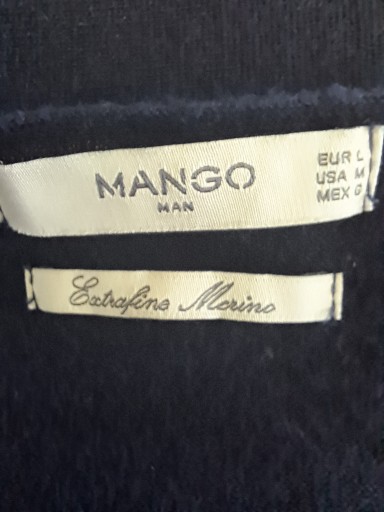 MANGO
MAN
EUR L
USA M
MEX G
Extrafine Merino